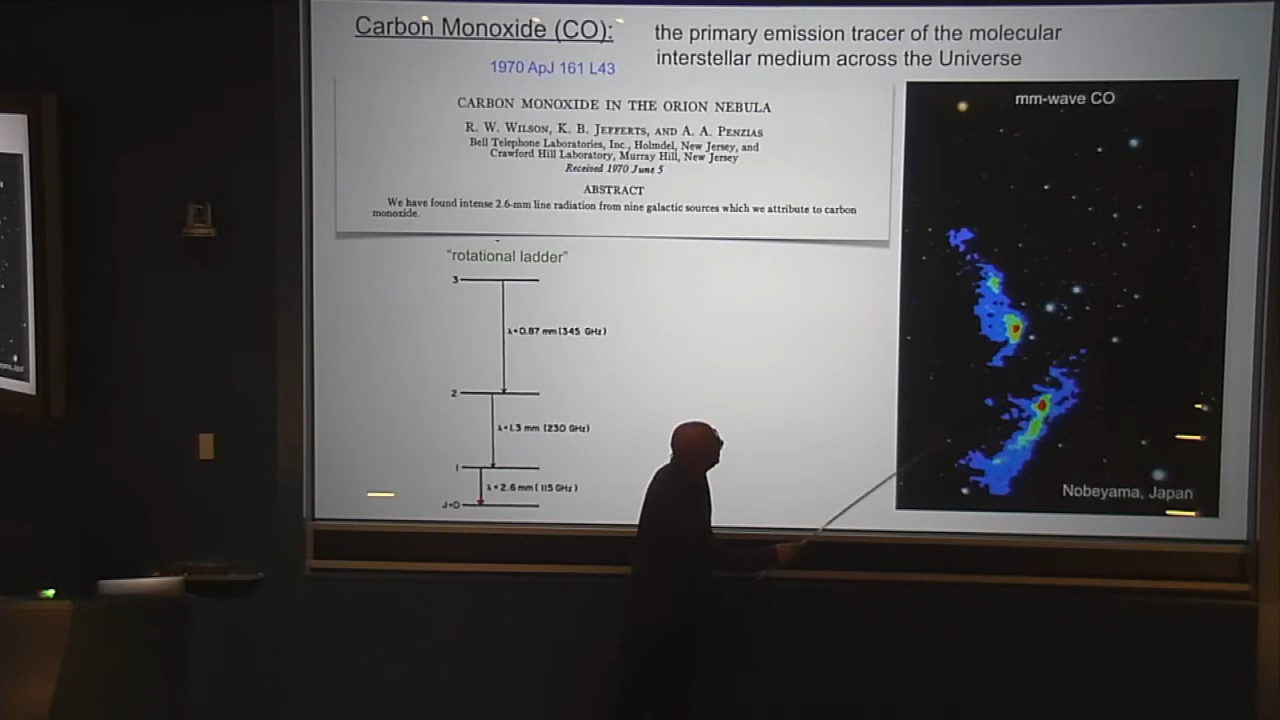 Carbon Monoxide (CO):
the primary emission tracer of the molecular
interstellar medium across the Universe
1970 ApJ 161 L43
CARBON MONOXIDE IN THE ORION NEBULA
R. W. WILSON, K. B. JEFFERTS, AND A. A. PENZIAS
Bell Telephone Laboratories, Inc., Holmdel, New Jersey, and
Crawford Hill Laboratory, Murray Hill, New Jersey
Received 1970 June 5
ABSTRACT
We have found intense 2.6-mm line radiation from nine galactic sources which we attribute to carbon
monoxide.
"rotational ladder"
3
λ=0.87 mm (345 GHz)
2
λ=1.3 mm (230 GHz)
1
λ=2.6 mm (115 GHz)
J=0
mm-wave CO
Nobeyama, Japan